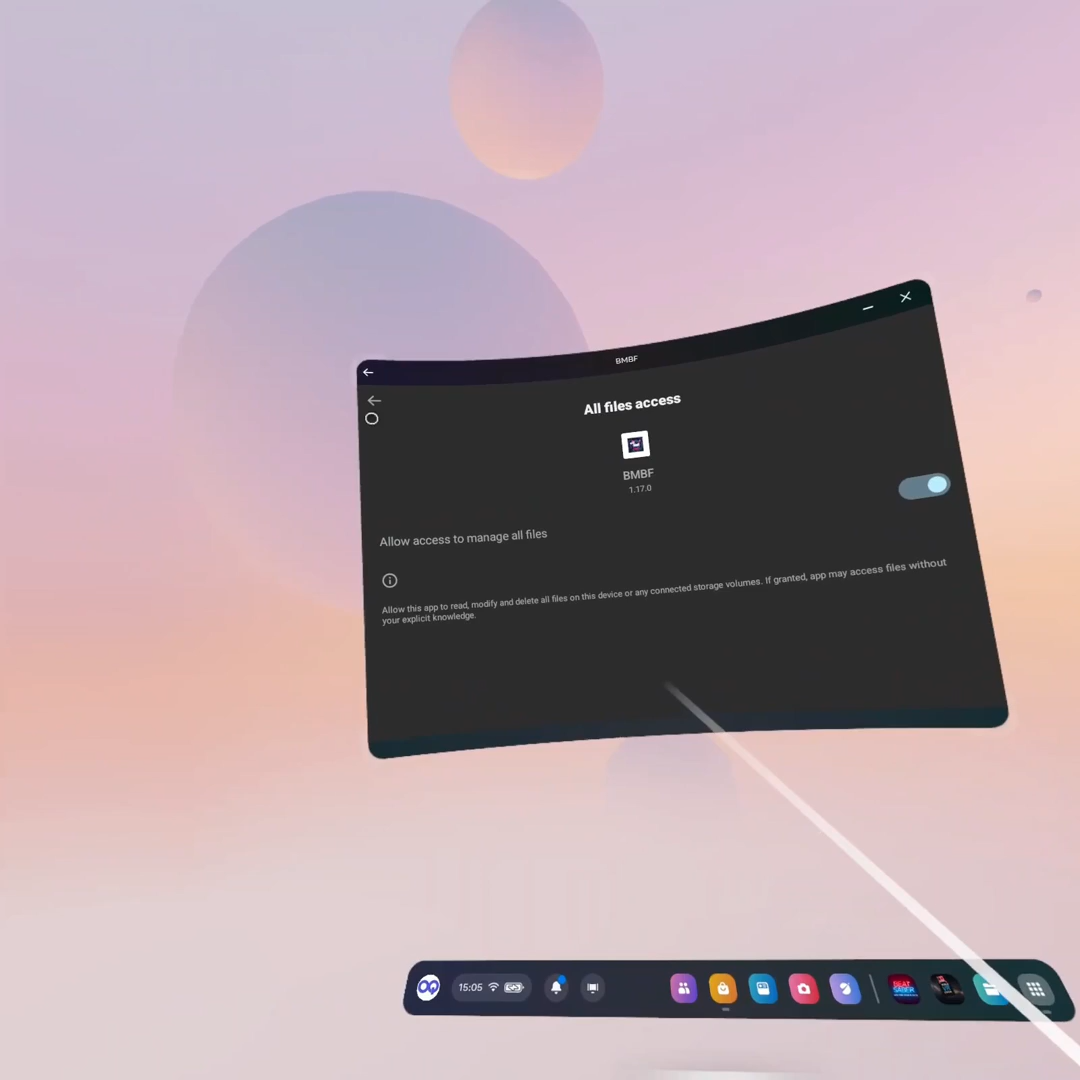 BMBF
All files access
BMBF
1.17.0
Allow access to manage all files
Allow this app to read, modify and delete all files on this device or any connected storage volumes. If granted, app may access files without
your explicit knowledge.
15:05
BEAT
SABER